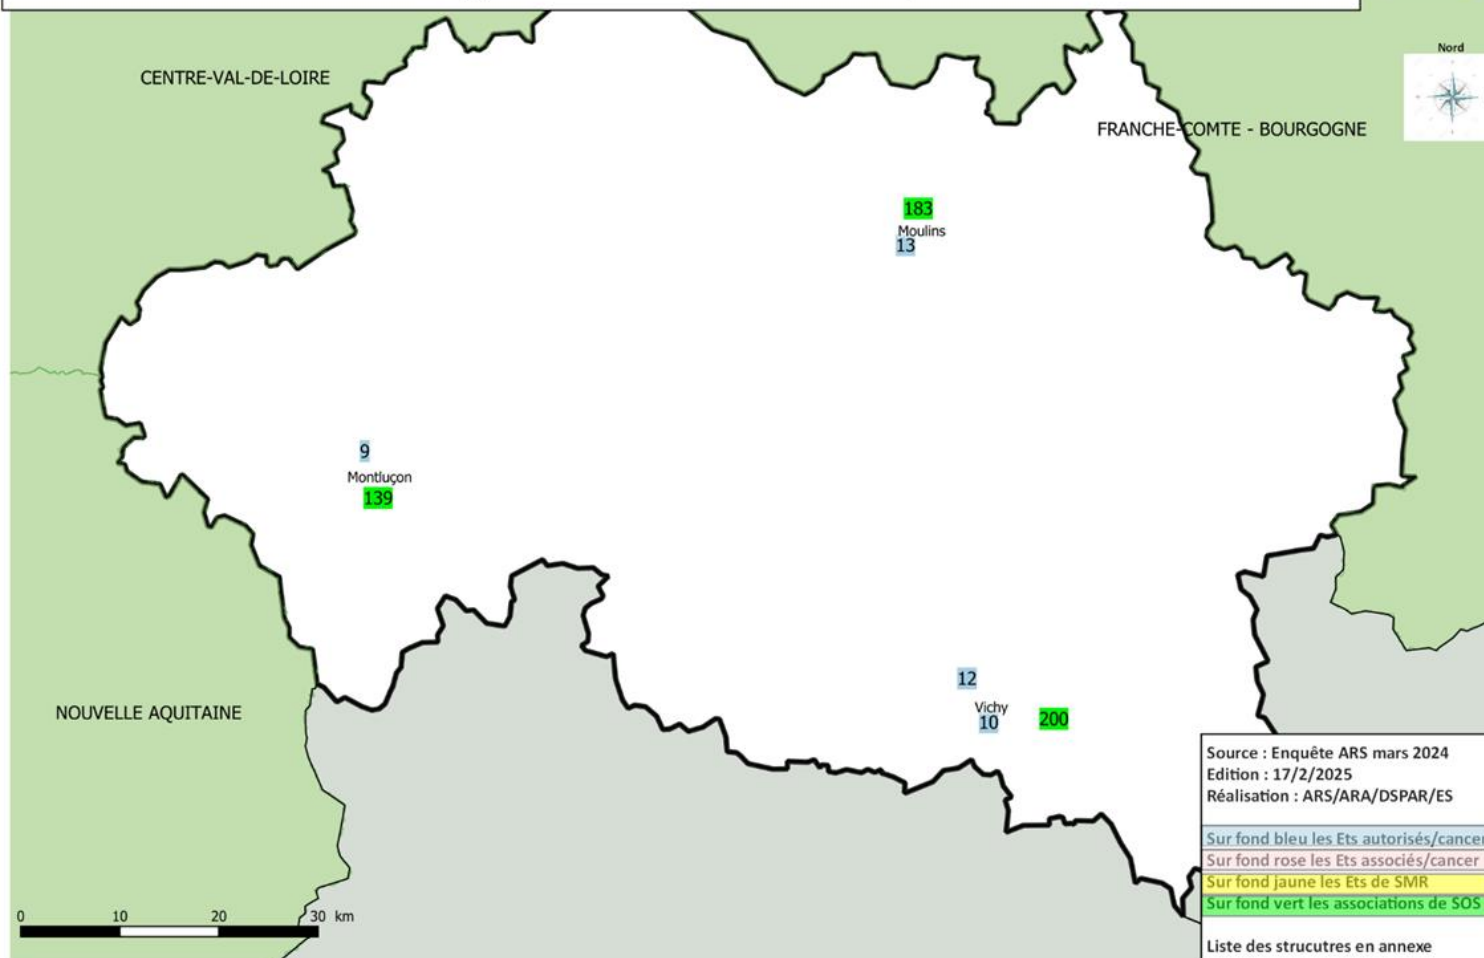 Nord
CENTRE-VAL-DE-LOIRE
FRANCHE-COMTE - BOURGOGNE
183
Moulins
13
9
Montluçon
139
12
Vichy
10
200
NOUVELLE AQUITAINE
Source : Enquête ARS mars 2024
Edition : 17/2/2025
Réalisation : ARS/ARA/DSPAR/ES
Sur fond bleu les Ets autorisés/cancer
Sur fond rose les Ets associés/cancer
Sur fond jaune les Ets de SMR
Sur fond vert les associations de SOS
Liste des strucutres en annexe
0 10 20 30 km